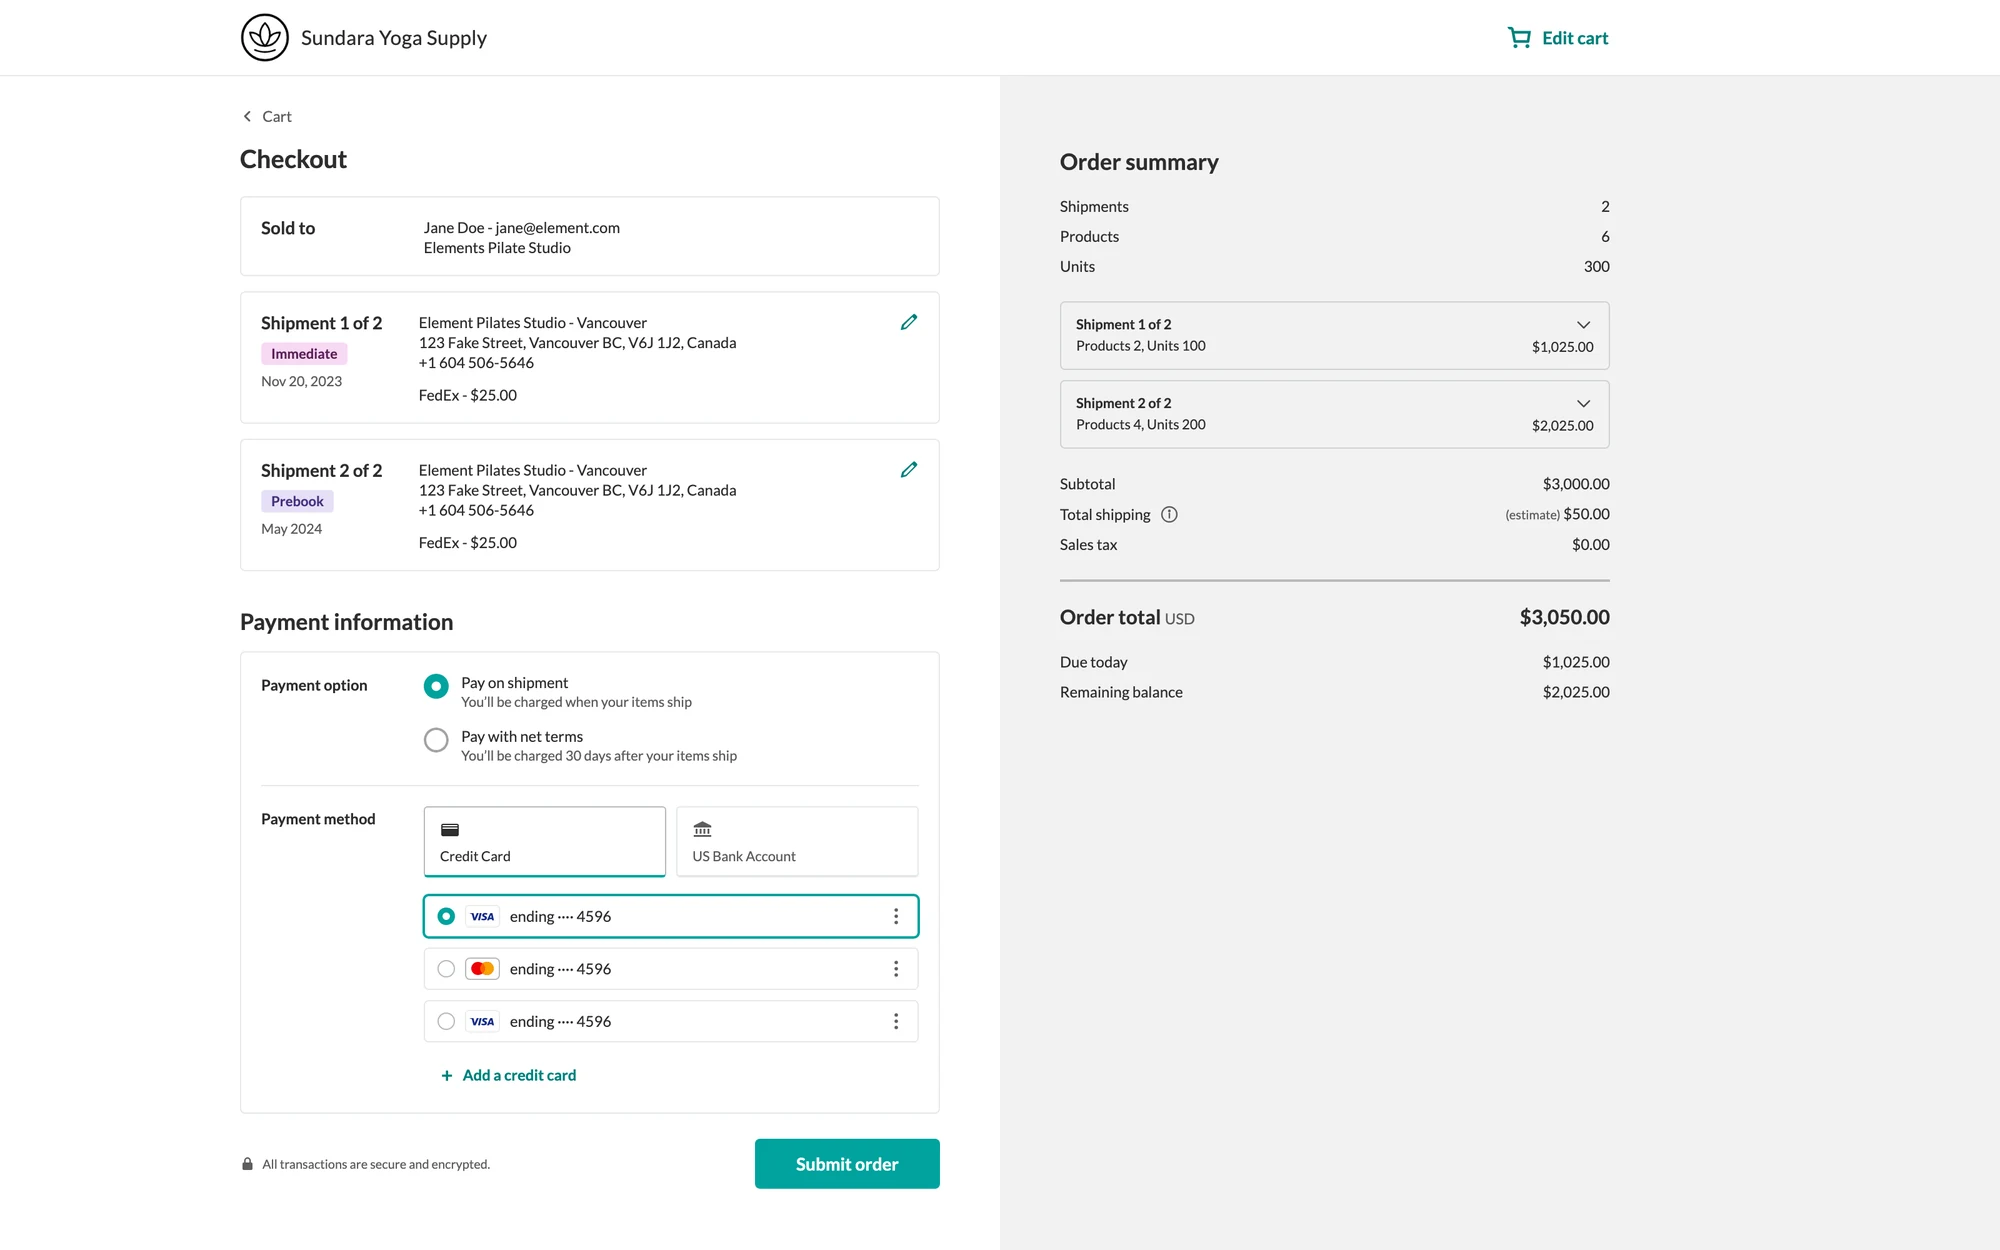 Sundara Yoga Supply
Edit cart
Cart
Checkout
Sold to
Jane Doe - jane@element.com
Elements Pilate Studio
Shipment 1 of 2
Immediate
Nov 20, 2023
Element Pilates Studio - Vancouver
123 Fake Street, Vancouver BC, V6J 1J2, Canada
+1 604 506-5646
FedEx - $25.00
Shipment 2 of 2
Prebook
May 2024
Element Pilates Studio - Vancouver
123 Fake Street, Vancouver BC, V6J 1J2, Canada
+1 604 506-5646
FedEx - $25.00
Payment information
Payment option
Pay on shipment
You'll be charged when your items ship
Pay with net terms
You'll be charged 30 days after your items ship
Payment method
Credit Card
US Bank Account
VISA ending •••• 4596
ending •••• 4596
VISA ending •••• 4596
+ Add a credit card
All transactions are secure and encrypted.
Submit order
Order summary
Shipments 2
Products 6
Units 300
Shipment 1 of 2
Products 2, Units 100 $1,025.00
Shipment 2 of 2
Products 4, Units 200 $2,025.00
Subtotal $3,000.00
Total shipping (estimate) $50.00
Sales tax $0.00
Order total USD $3,050.00
Due today $1,025.00
Remaining balance $2,025.00